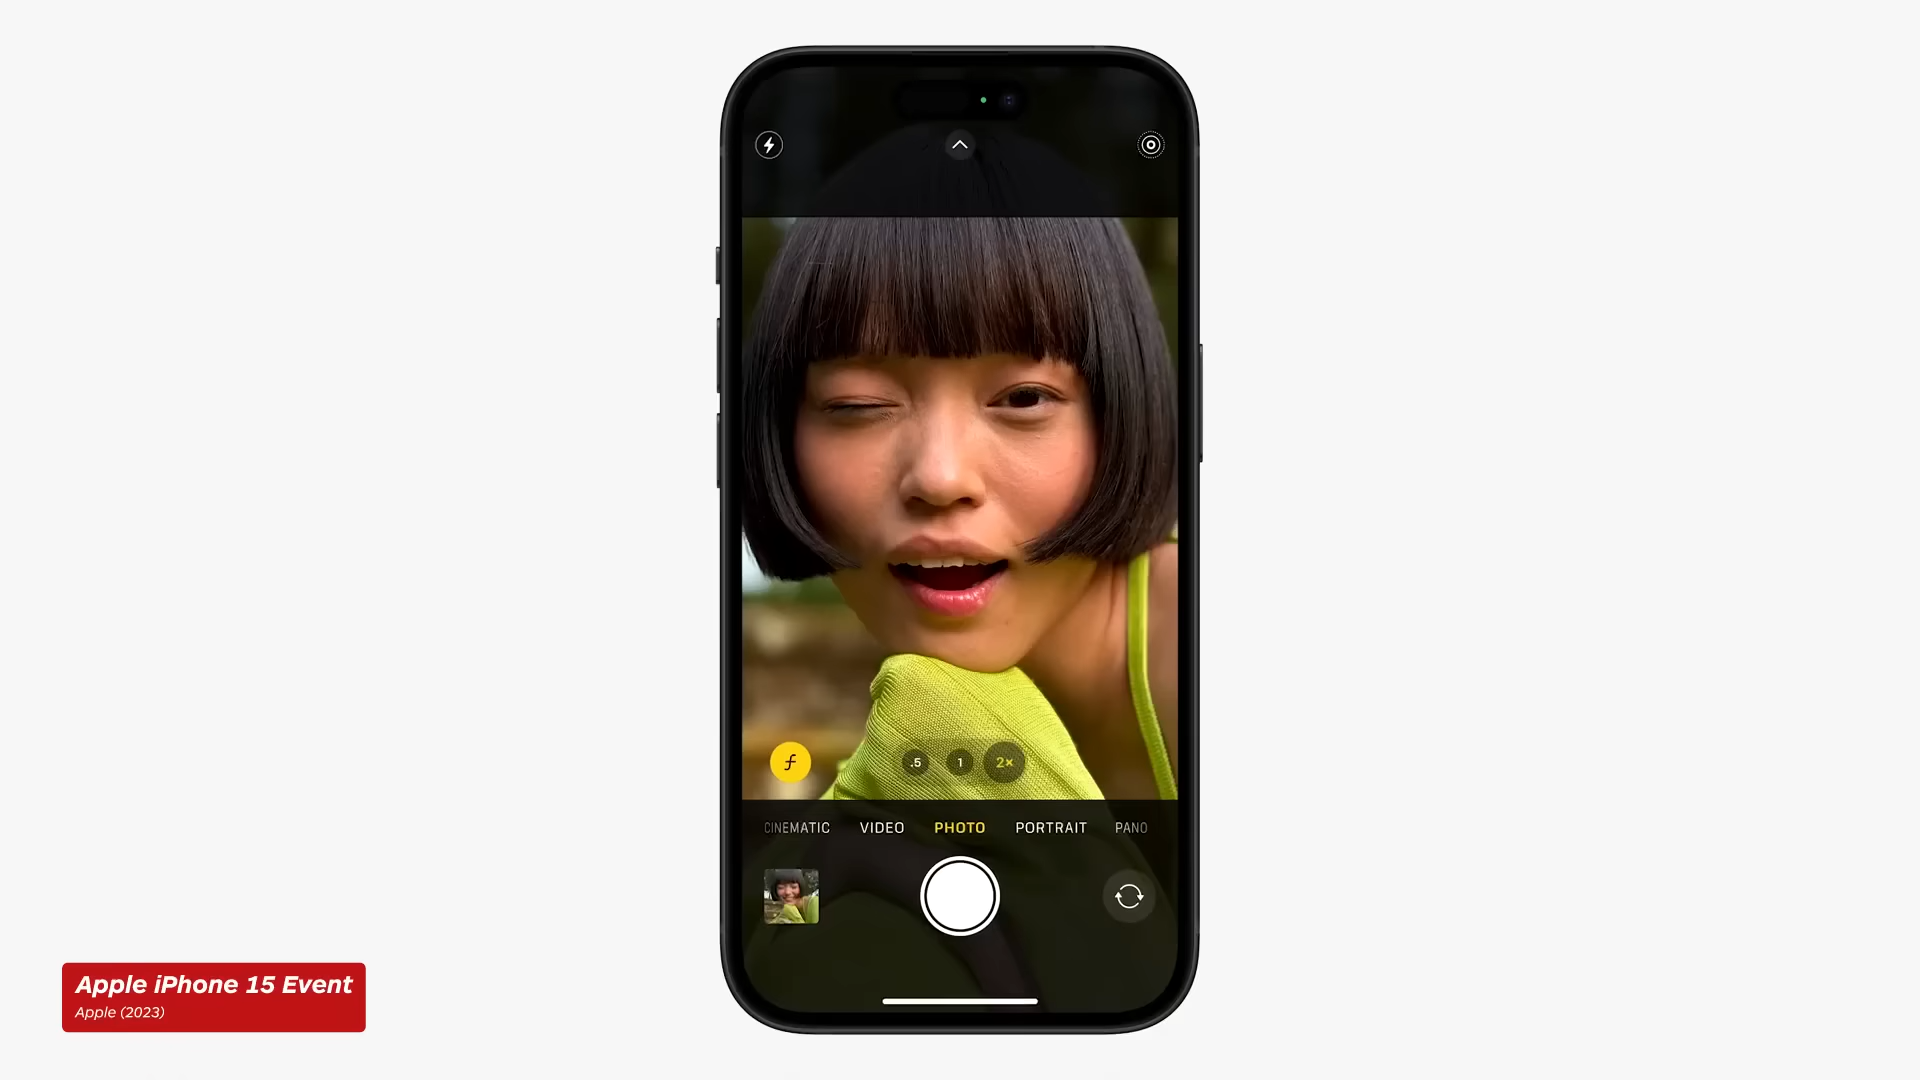 f
.5 1 2×
CINEMATIC VIDEO PHOTO PORTRAIT PANO
Apple iPhone 15 Event
Apple (2023)